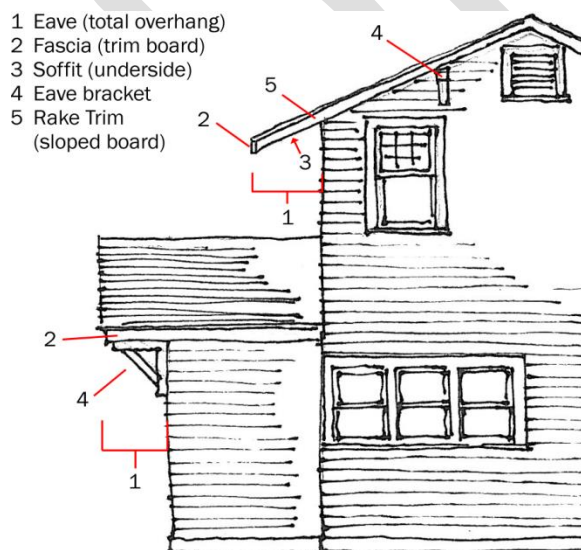 1 Eave (total overhang)
2 Fascia (trim board)
3 Soffit (underside)
4 Eave bracket
5 Rake Trim
(sloped board)
4
5
2
3
1
2
4
1